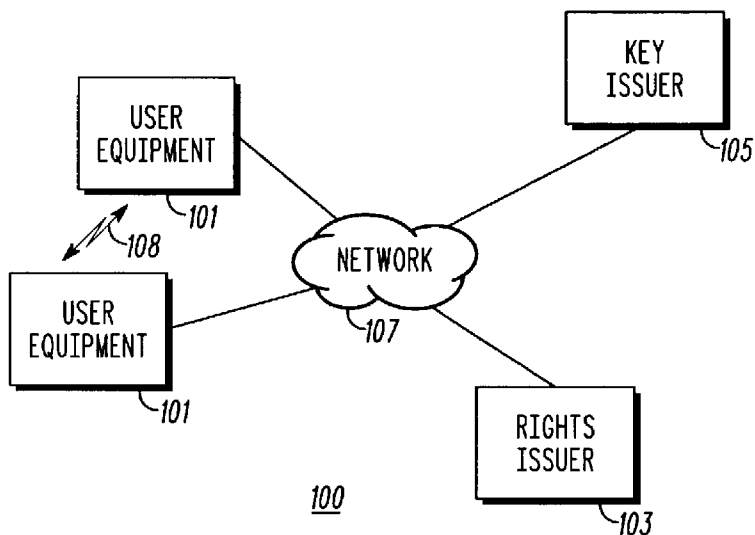 KEY
ISSUER
105
USER
EQUIPMENT
101
108
NETWORK
107
USER
EQUIPMENT
101
RIGHTS
ISSUER
103
100